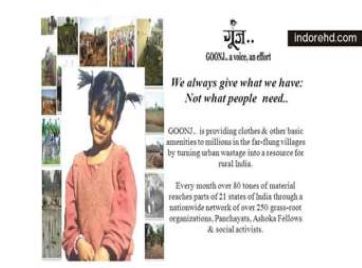 गूंज..
indorehd.com
GOONJ.. a voice, an effort
We always give what we have:
Not what people need..
GOONJ.. is providing clothes & other basic
amenities to millions in the far-flung villages
by turning urban wastage into a resource for
rural India.
Every month over 80 tones of material
reaches parts of 21 states of India through a
nationwide network of over 250 grass-root
organizations, Panchayats, Ashoka Fellows
& social activists.